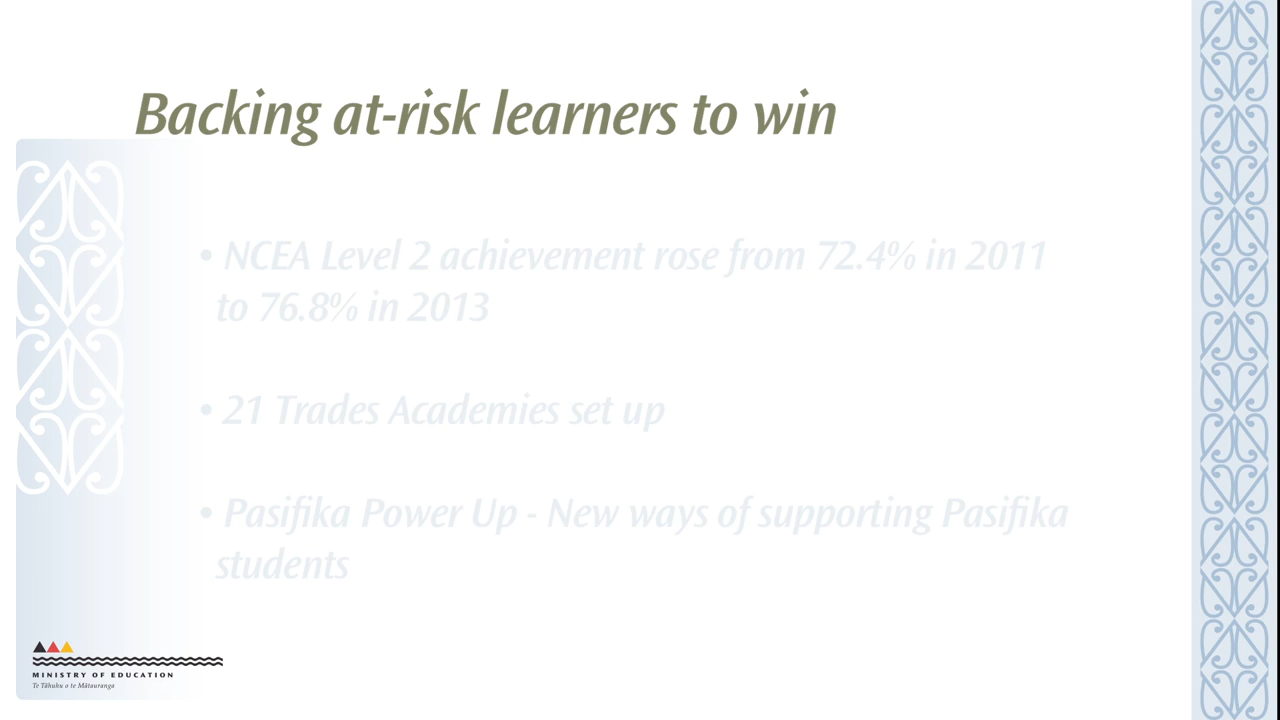 Backing at-risk learners to win
• NCEA Level 2 achievement rose from 72.4% in 2011
to 76.8% in 2013
• 21 Trades Academies set up
• Pasifika Power Up - New ways of supporting Pasifika
students
MINISTRY OF EDUCATION
Te Tāhuhu o te Mātauranga